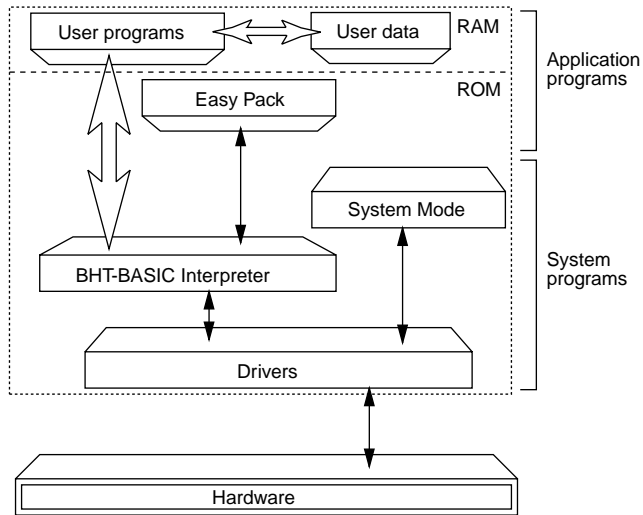 User programs
User data
RAM
Application
programs
ROM
Easy Pack
System Mode
System
programs
BHT-BASIC Interpreter
Drivers
Hardware